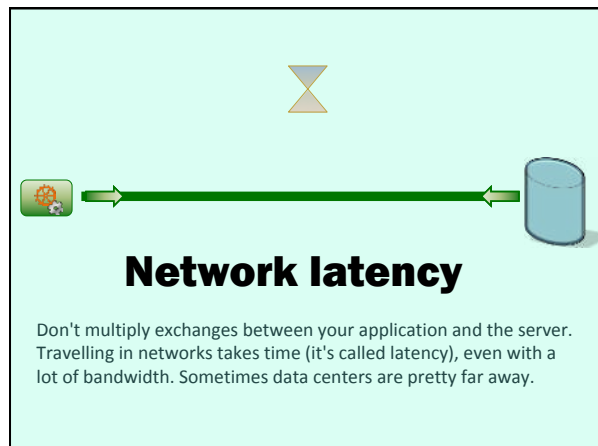 Network latency
Don't multiply exchanges between your application and the server.
Travelling in networks takes time (it's called latency), even with a
lot of bandwidth. Sometimes data centers are pretty far away.